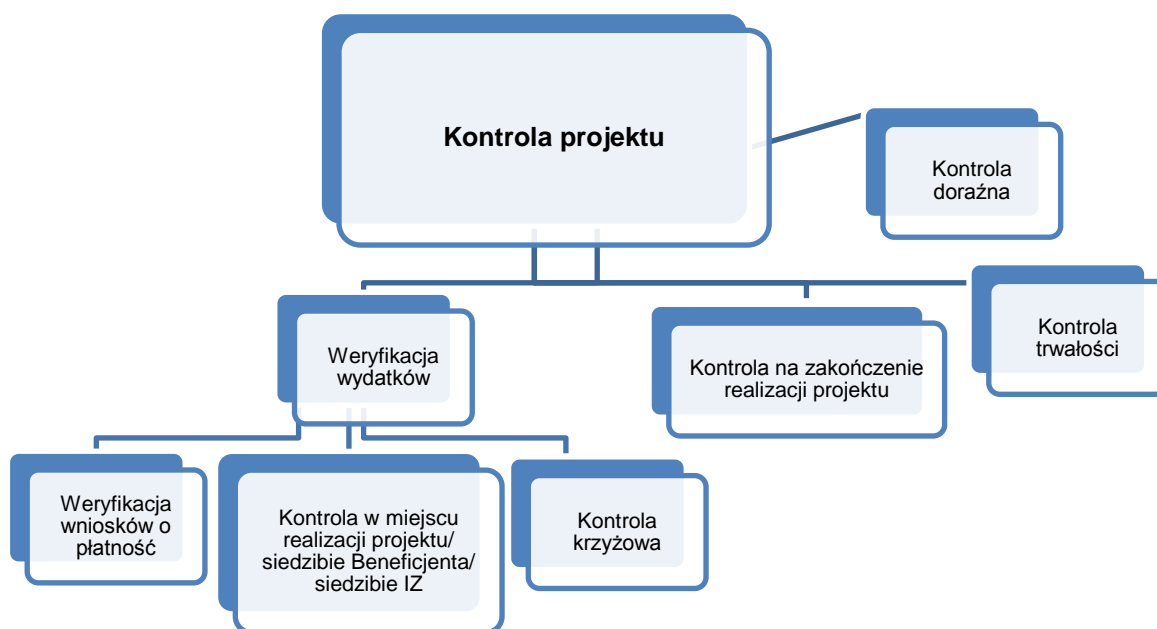 Kontrola projektu
Kontrola
doraźna
Weryfikacja
wydatków
Kontrola na zakończenie
realizacji projektu
Kontrola
trwałości
Weryfikacja
wniosków o
płatność
Kontrola w miejscu
realizacji projektu/
siedzibie Beneficjenta/
siedzibie IZ
Kontrola
krzyżowa